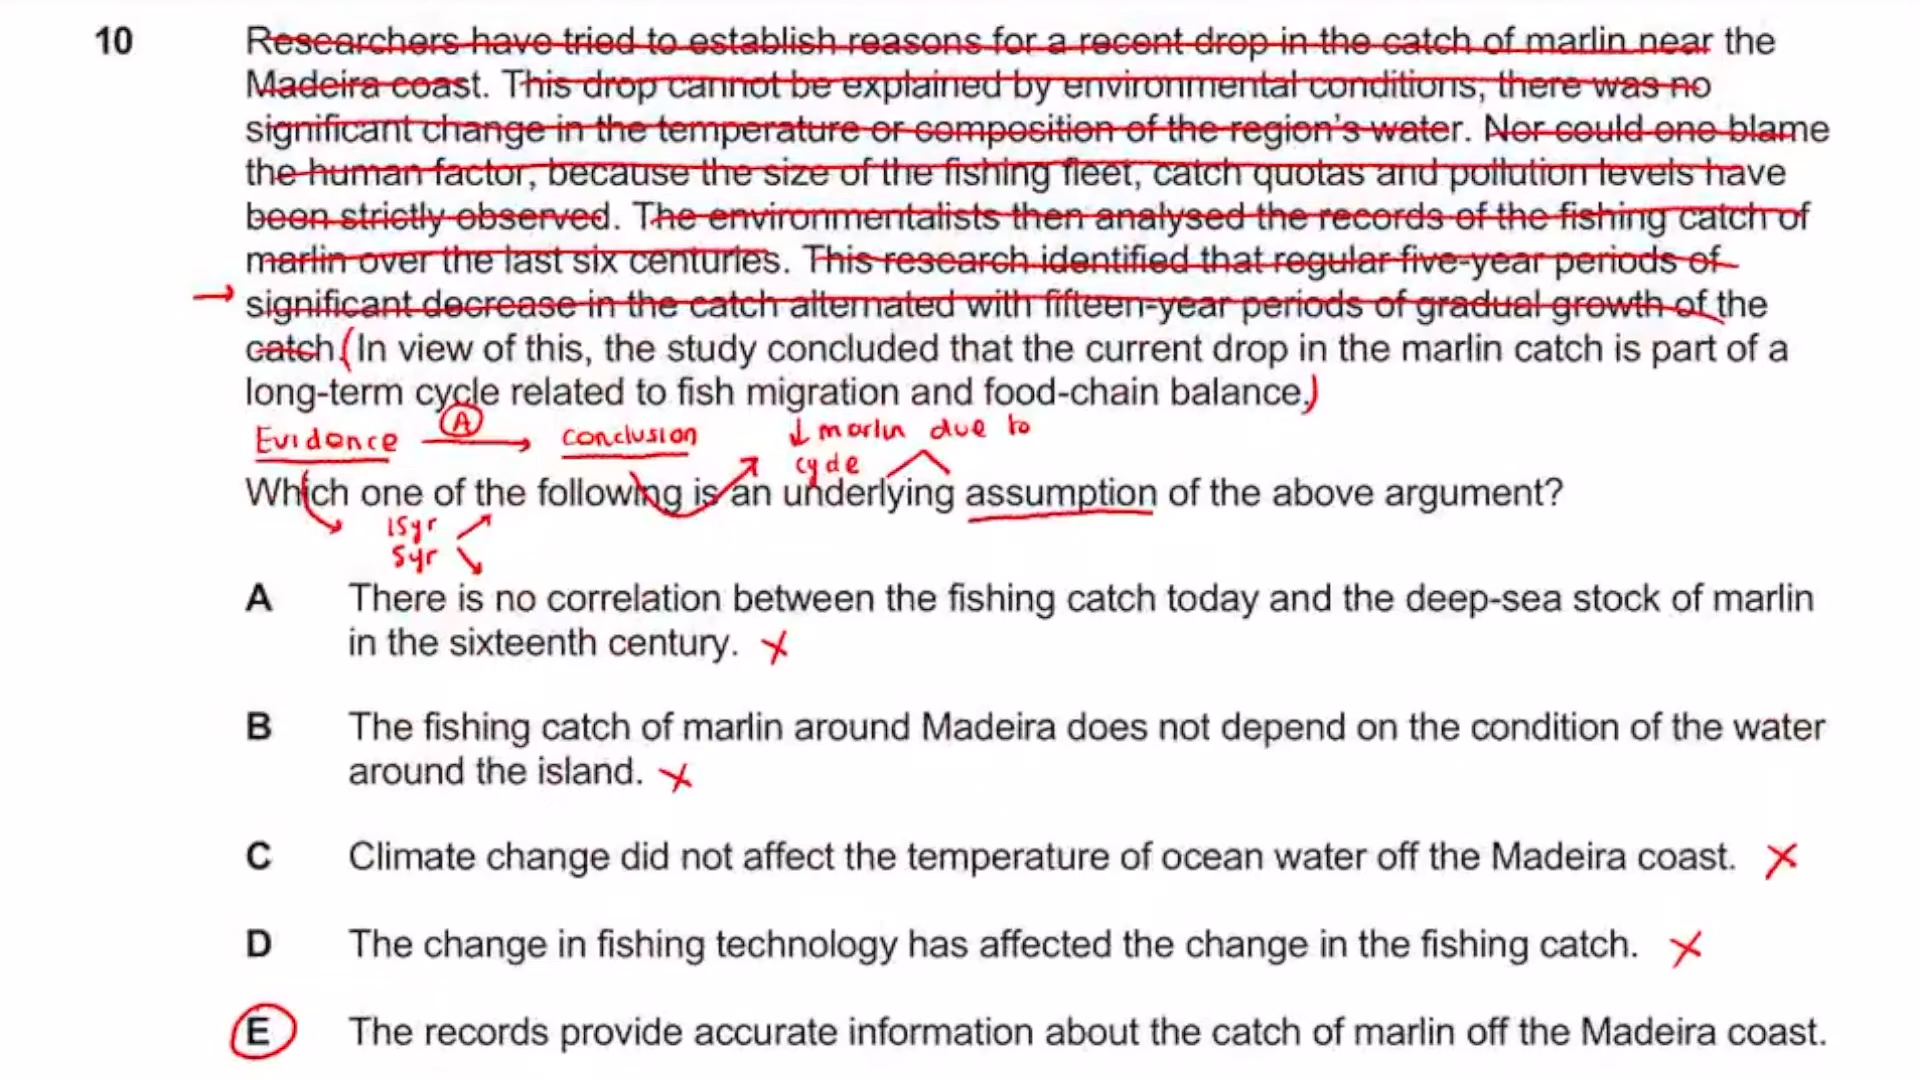 10 Researchers have tried to establish reasons for a recent drop in the catch of marlin near the
Madeira coast. This drop cannot be explained by environmental conditions; there was no
significant change in the temperature or composition of the region's water. Nor could one blame
the human factor, because the size of the fishing fleet, catch quotas and pollution levels have
been strictly observed. The environmentalists then analysed the records of the fishing catch of
marlin over the last six centuries. This research identified that regular five-year periods of
→ significant decrease in the catch alternated with fifteen-year periods of gradual growth of the
catch. (In view of this, the study concluded that the current drop in the marlin catch is part of a
long-term cycle related to fish migration and food-chain balance.)
Evidence A → conclusion ↓ marlin due to
cycle
Which one of the following is an underlying assumption of the above argument?
15yr ↗
5yr ↘
A There is no correlation between the fishing catch today and the deep-sea stock of marlin
in the sixteenth century. ×
B The fishing catch of marlin around Madeira does not depend on the condition of the water
around the island. ×
C Climate change did not affect the temperature of ocean water off the Madeira coast. ×
D The change in fishing technology has affected the change in the fishing catch. ×
E The records provide accurate information about the catch of marlin off the Madeira coast.